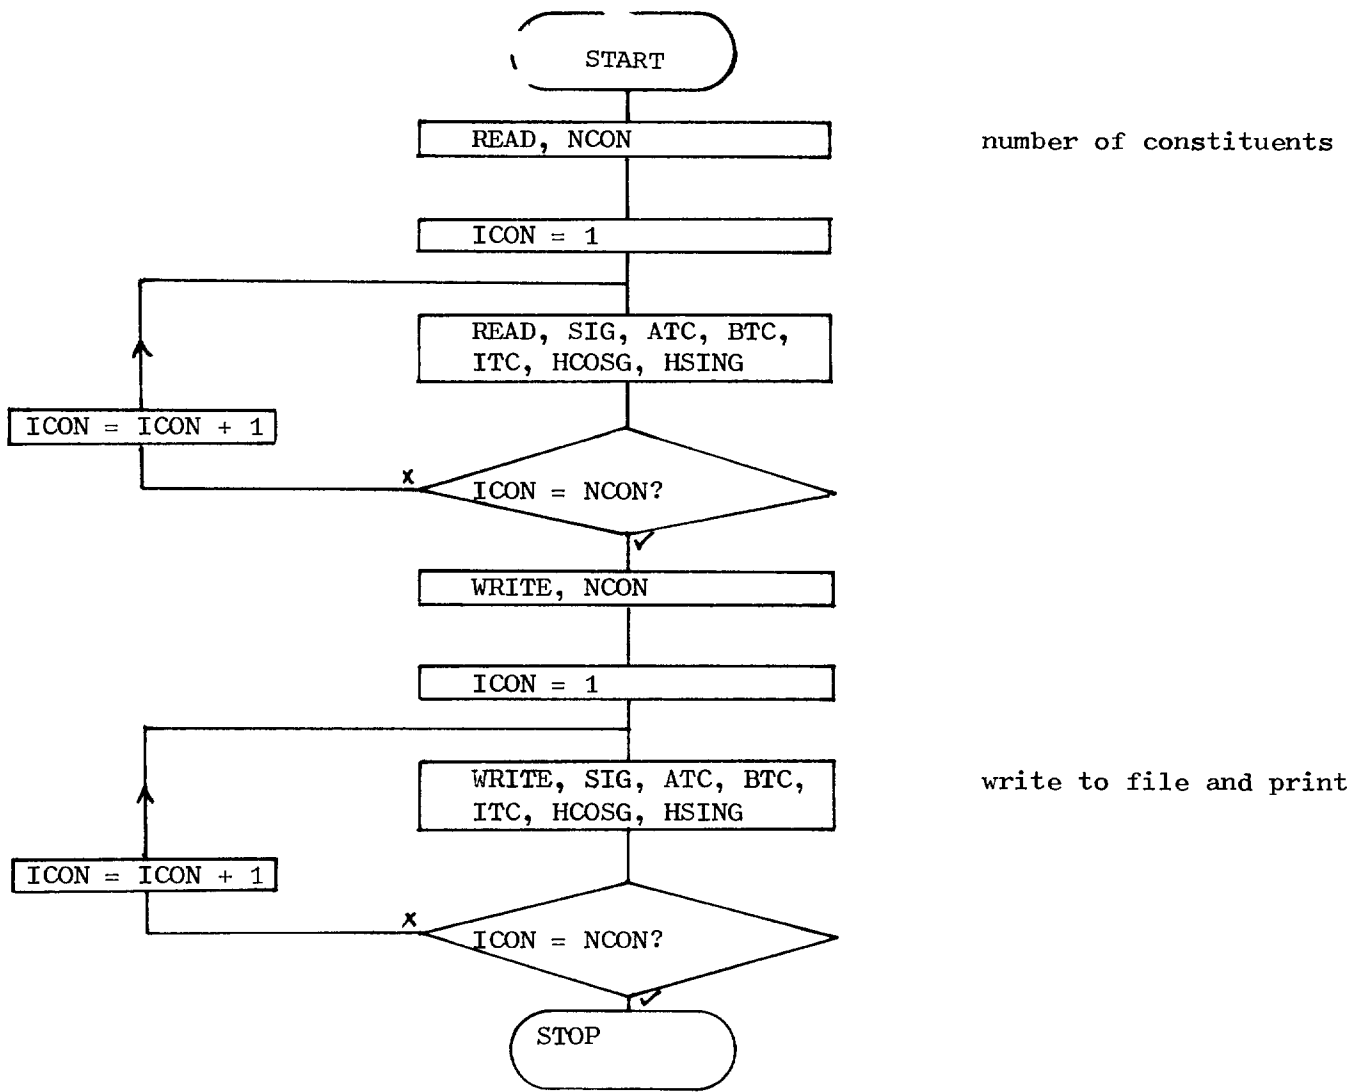 START
READ, NCON
number of constituents
ICON = 1
READ, SIG, ATC, BTC,
ITC, HCOSG, HSING
ICON = ICON + 1
x
ICON = NCON?
✓
WRITE, NCON
ICON = 1
WRITE, SIG, ATC, BTC,
ITC, HCOSG, HSING
write to file and print
ICON = ICON + 1
x
ICON = NCON?
✓
STOP